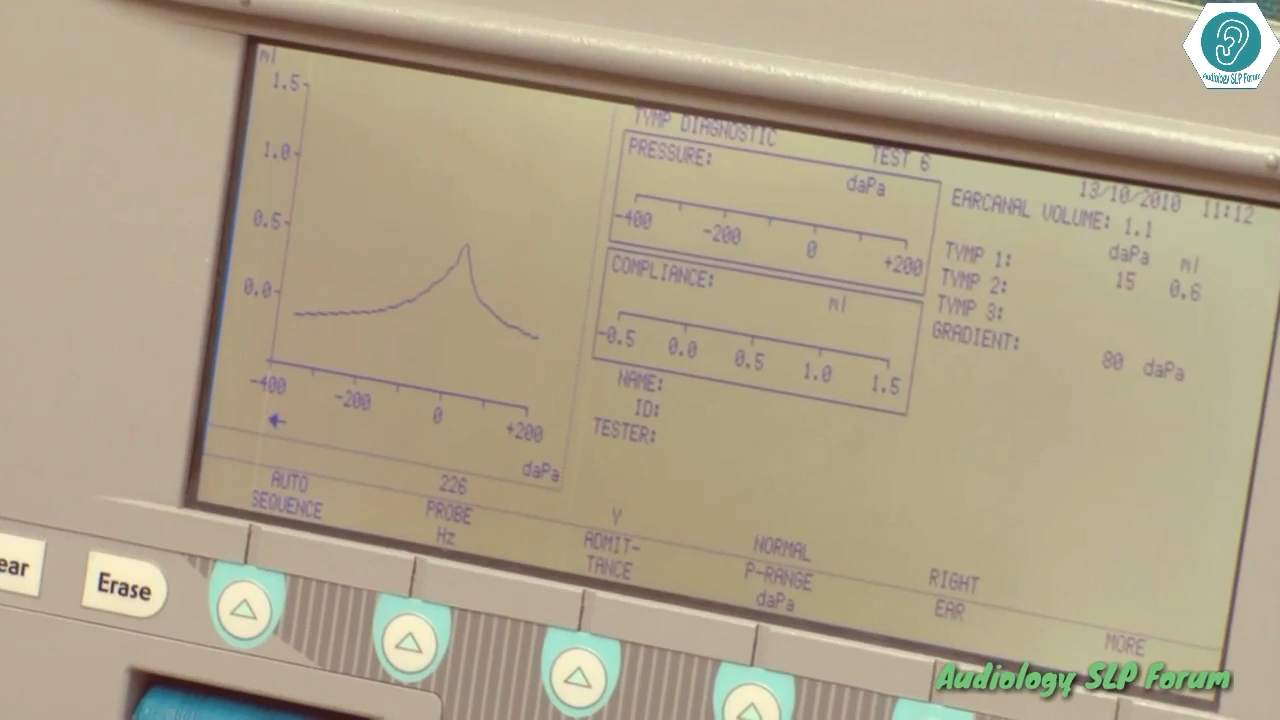 Audiology SLP Forum
ml
1.5
1.0
0.5
0.0
-400 -200 0 +200
daPa
TYMP DIAGNOSTIC TEST 6
13/10/2010 11:12
PRESSURE:
daPa
-400 -200 0 +200
COMPLIANCE:
ml
-0.5 0.0 0.5 1.0 1.5
EARCANAL VOLUME: 1.1
daPa ml
TYMP 1: 15 0.6
TYMP 2:
TYMP 3:
GRADIENT: 80 daPa
NAME:
ID:
TESTER:
AUTO
SEQUENCE
226
PROBE
Hz
Y
ADMIT-
TANCE
NORMAL
P-RANGE
daPa
RIGHT
EAR
MORE
ear
Erase
Audiology SLP Forum